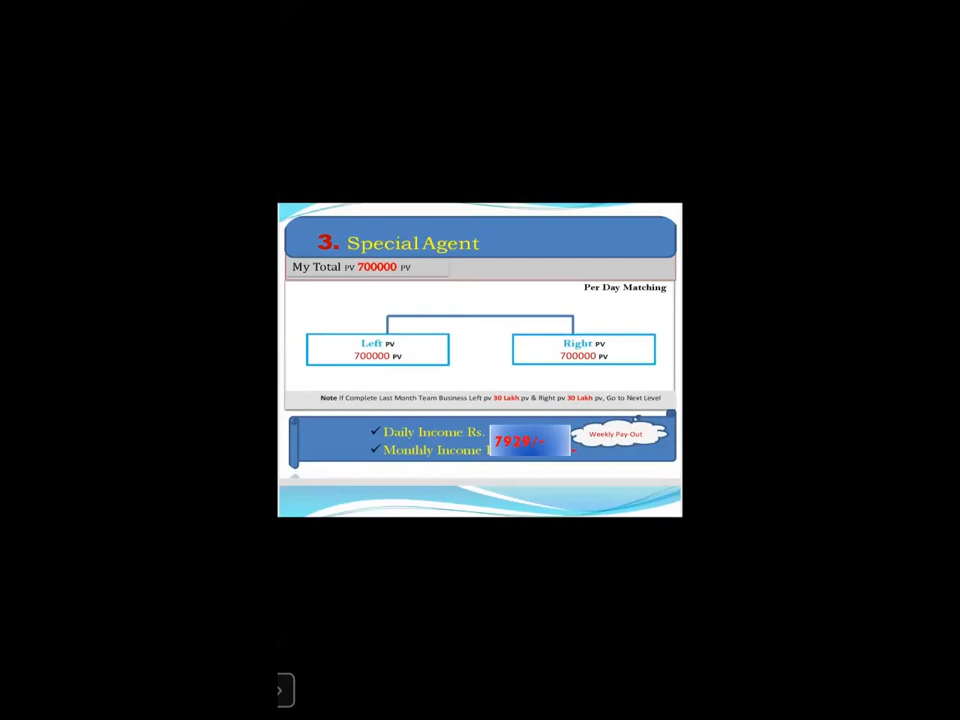 3. Special Agent
My Total PV 700000 PV
Per Day Matching
Left PV
700000 PV
Right PV
700000 PV
Note If Complete Last Month Team Business Left pv 30 Lakh pv & Right pv 30 Lakh pv, Go to Next Level
✓ Daily Income Rs.
7929/-
✓ Monthly Income
Weekly Pay-Out